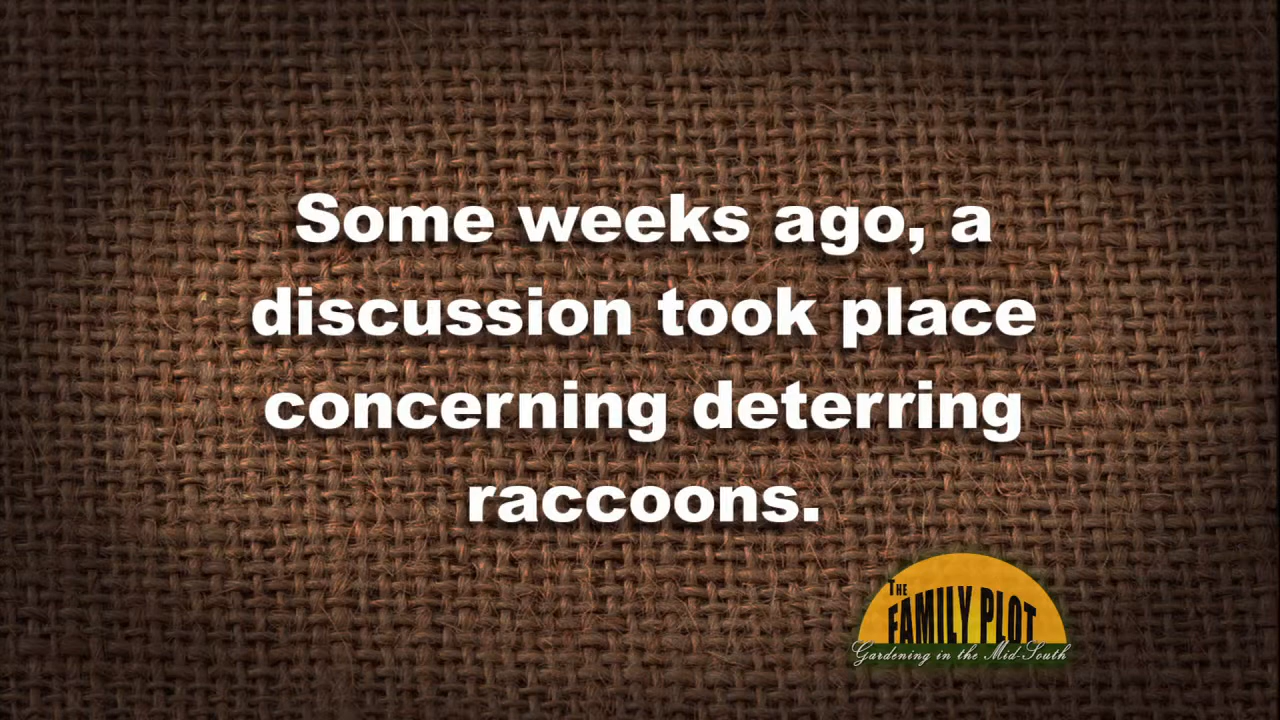 Some weeks ago, a
discussion took place
concerning deterring
raccoons.
THE
FAMILY PLOT
Gardening in the Mid-South